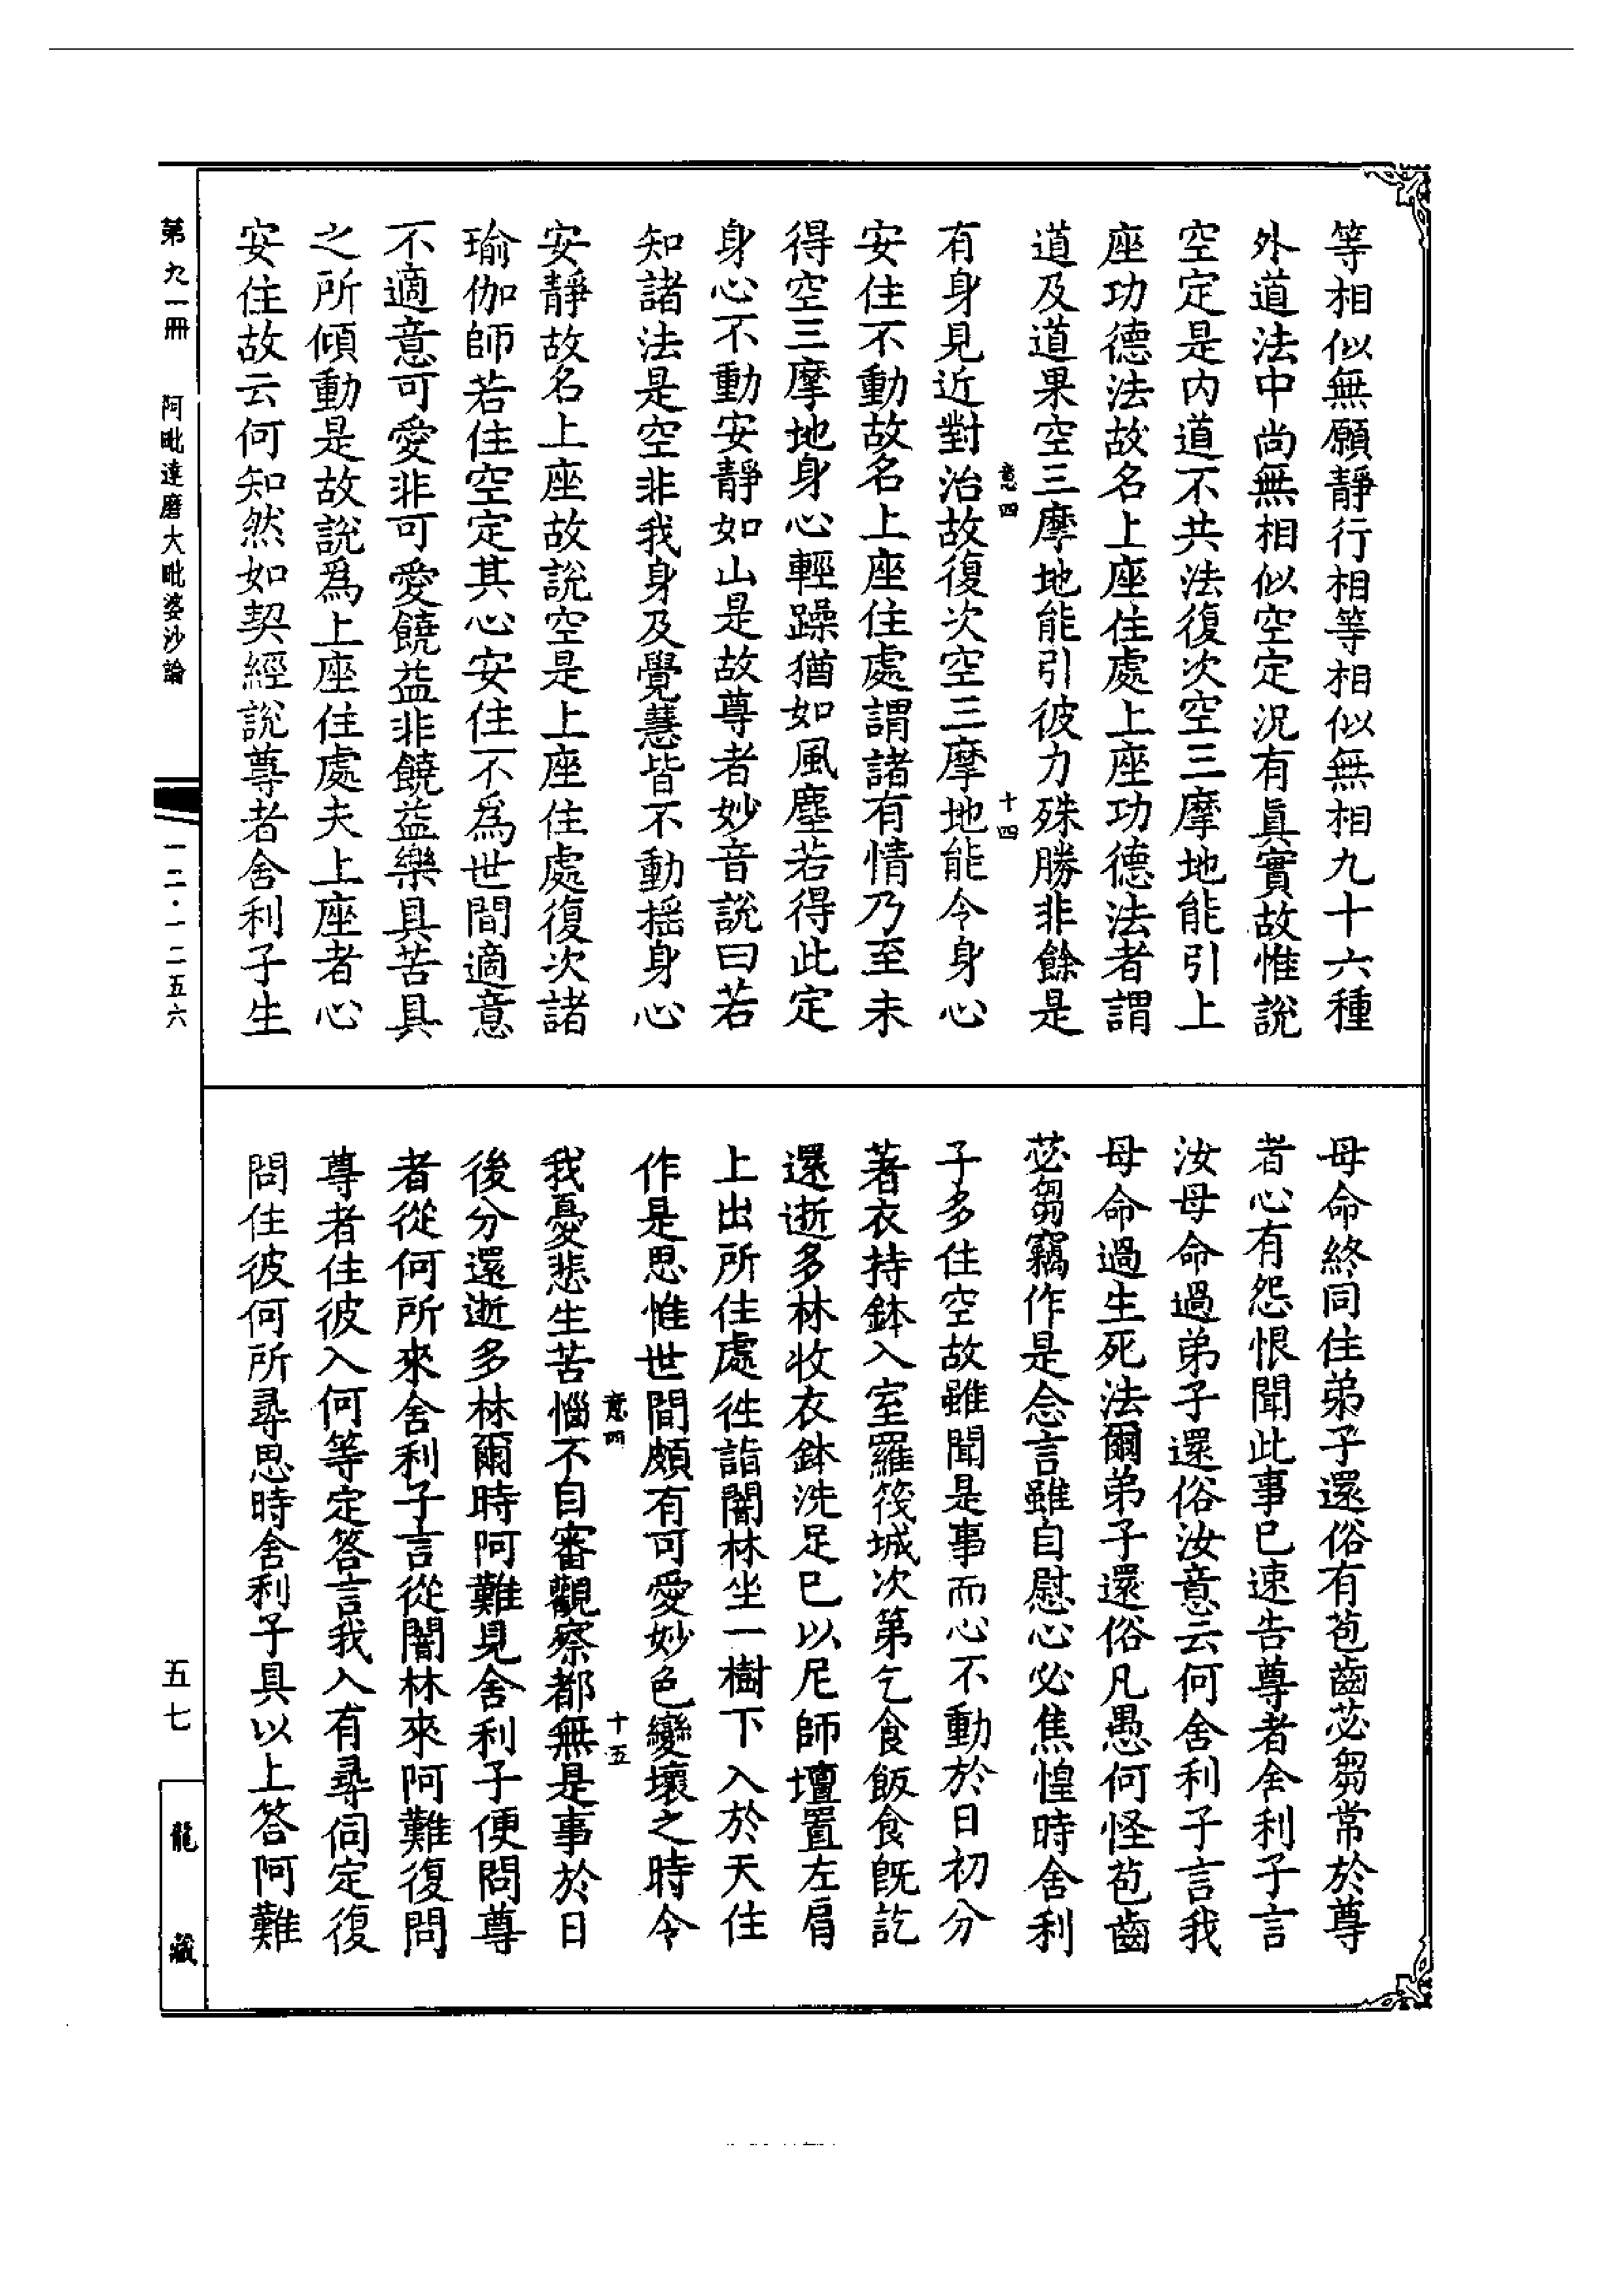 等相似無願靜行相等相似無相九十六種
外道法中尚無相似空定況有眞實故惟說
空定是内道不共法復次空三摩地能引上
座功德法故名上座住處上座功德法者謂
道及道果空三摩地能引彼力殊勝非餘是
意四 十四
有身見近對治故復次空三摩地能令身心
安住不動故名上座住處謂諸有情乃至未
得空三摩地身心輕躁猶如風塵若得此定
身心不動安靜如山是故尊者妙音說曰若
知諸法是空非我身及覺慧皆不動搖身心
安靜故名上座故說空是上座住處復次諸
瑜伽師若住空定其心安住不爲世間適意
不適意可愛非可愛饒益非饒益樂具苦具
之所傾動是故說爲上座住處夫上座者心
安住故云何知然如契經說尊者舍利子生
母命終同住弟子還俗有苞齒苾芻常於尊
者心有怨恨聞此事已速告尊者舍利子言
汝母命過弟子還俗汝意云何舍利子言我
母命過生死法爾弟子還俗凡愚何怪苞齒
苾芻竊作是念言雖自慰心必焦惶時舍利
子多住空故雖聞是事而心不動於日初分
著衣持鉢入室羅筏城次第乞食飯食旣訖
還逝多林收衣鉢洗足已以尼師壇置左肩
上出所住處往詣闇林坐一樹下入於天住
作是思惟世間頗有可愛妙色變壞之時令
意四 十五
我憂悲生苦惱不自審觀察都無是事於日
後分還逝多林爾時阿難見舍利子便問尊
者從何所來舍利子言從闇林來阿難復問
尊者住彼入何等定答言我入有尋伺定復
問住彼何所尋思時舍利子具以上答阿難
第九一冊 阿毗達磨大毗婆沙論
一二·一二五六
五七
龍藏